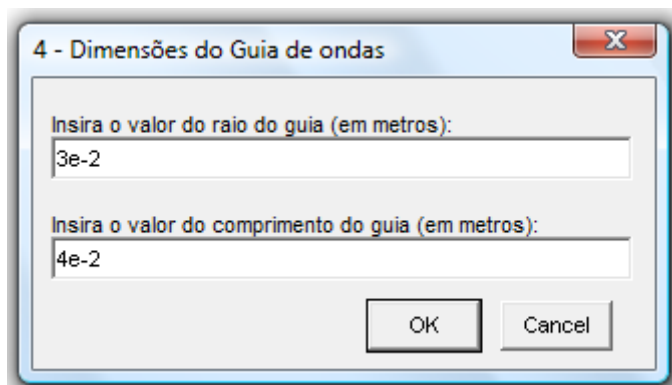 4 - Dimensões do Guia de ondas
Insira o valor do raio do guia (em metros):
3e-2
Insira o valor do comprimento do guia (em metros):
4e-2
OK
Cancel